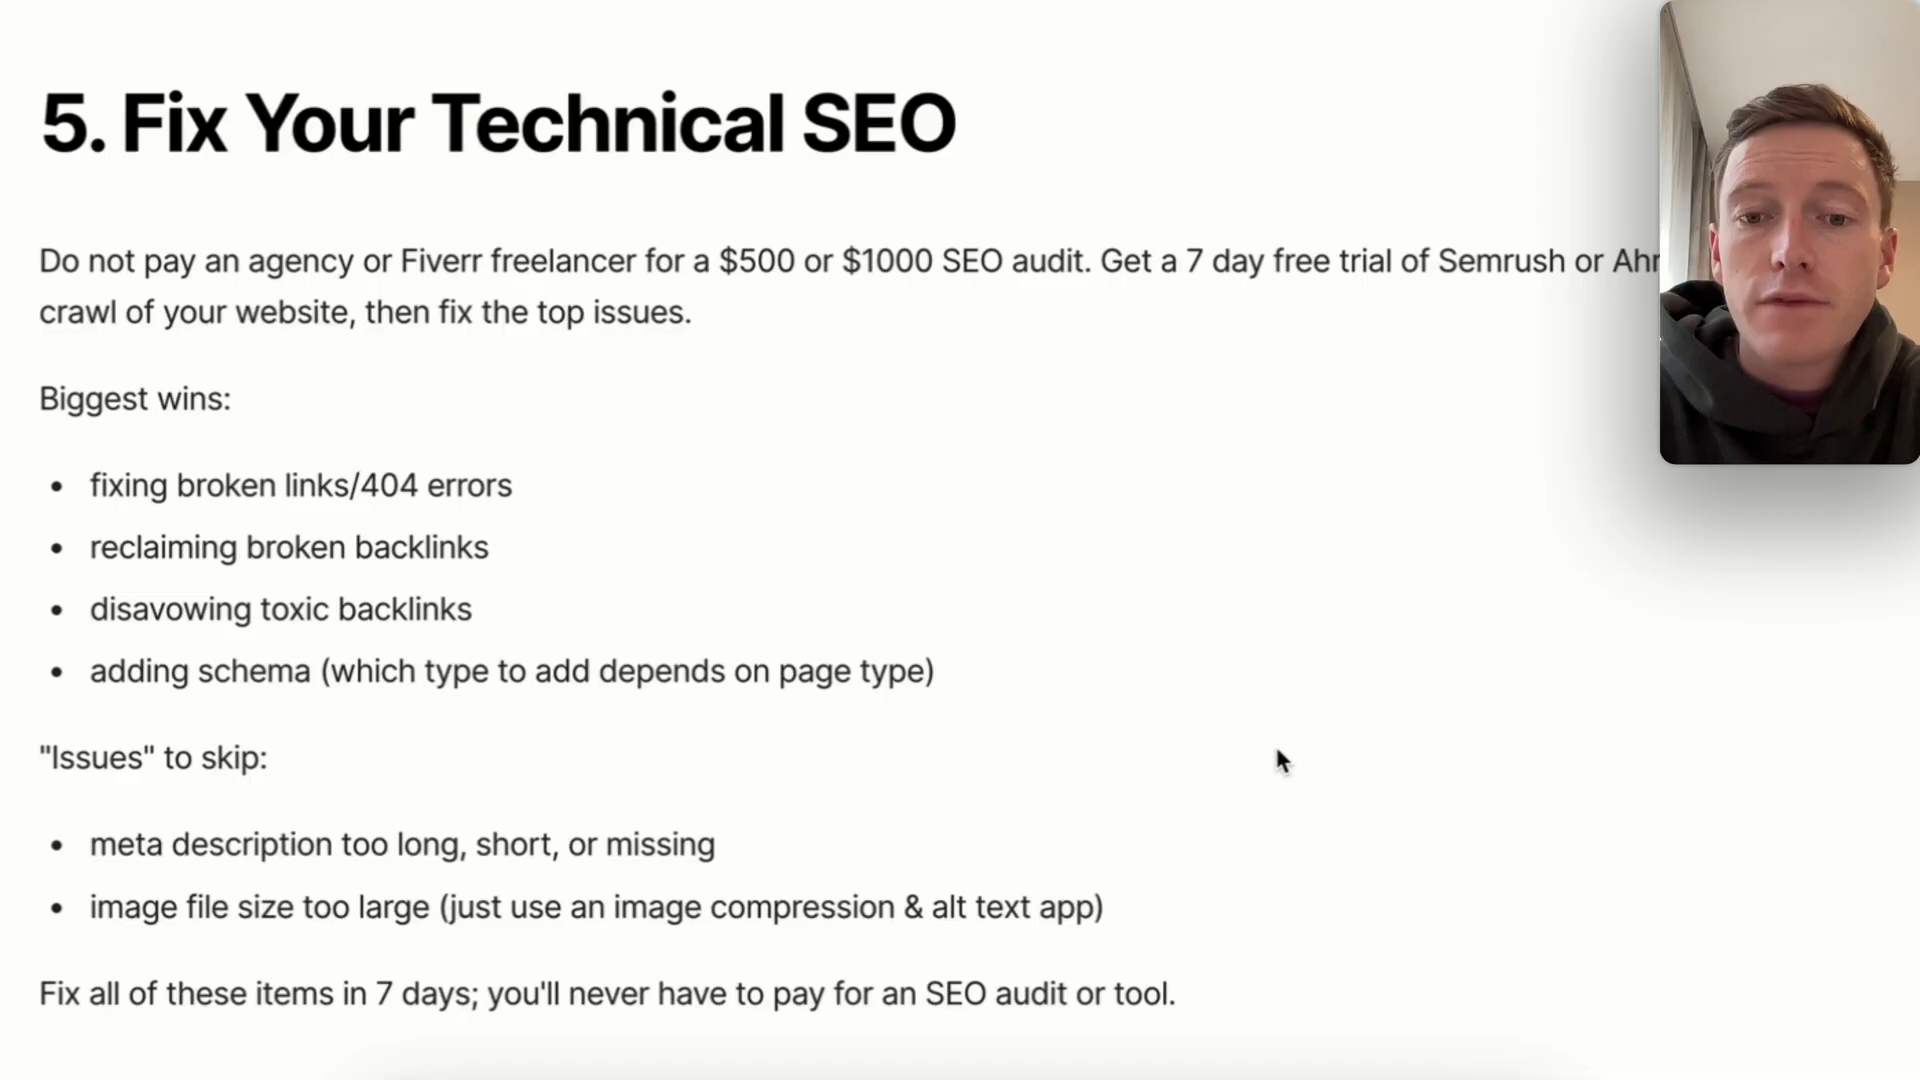 5. Fix Your Technical SEO
Do not pay an agency or Fiverr freelancer for a $500 or $1000 SEO audit. Get a 7 day free trial of Semrush or
crawl of your website, then fix the top issues.
Biggest wins:
• fixing broken links/404 errors
• reclaiming broken backlinks
• disavowing toxic backlinks
• adding schema (which type to add depends on page type)
"Issues" to skip:
• meta description too long, short, or missing
• image file size too large (just use an image compression & alt text app)
Fix all of these items in 7 days; you'll never have to pay for an SEO audit or tool.